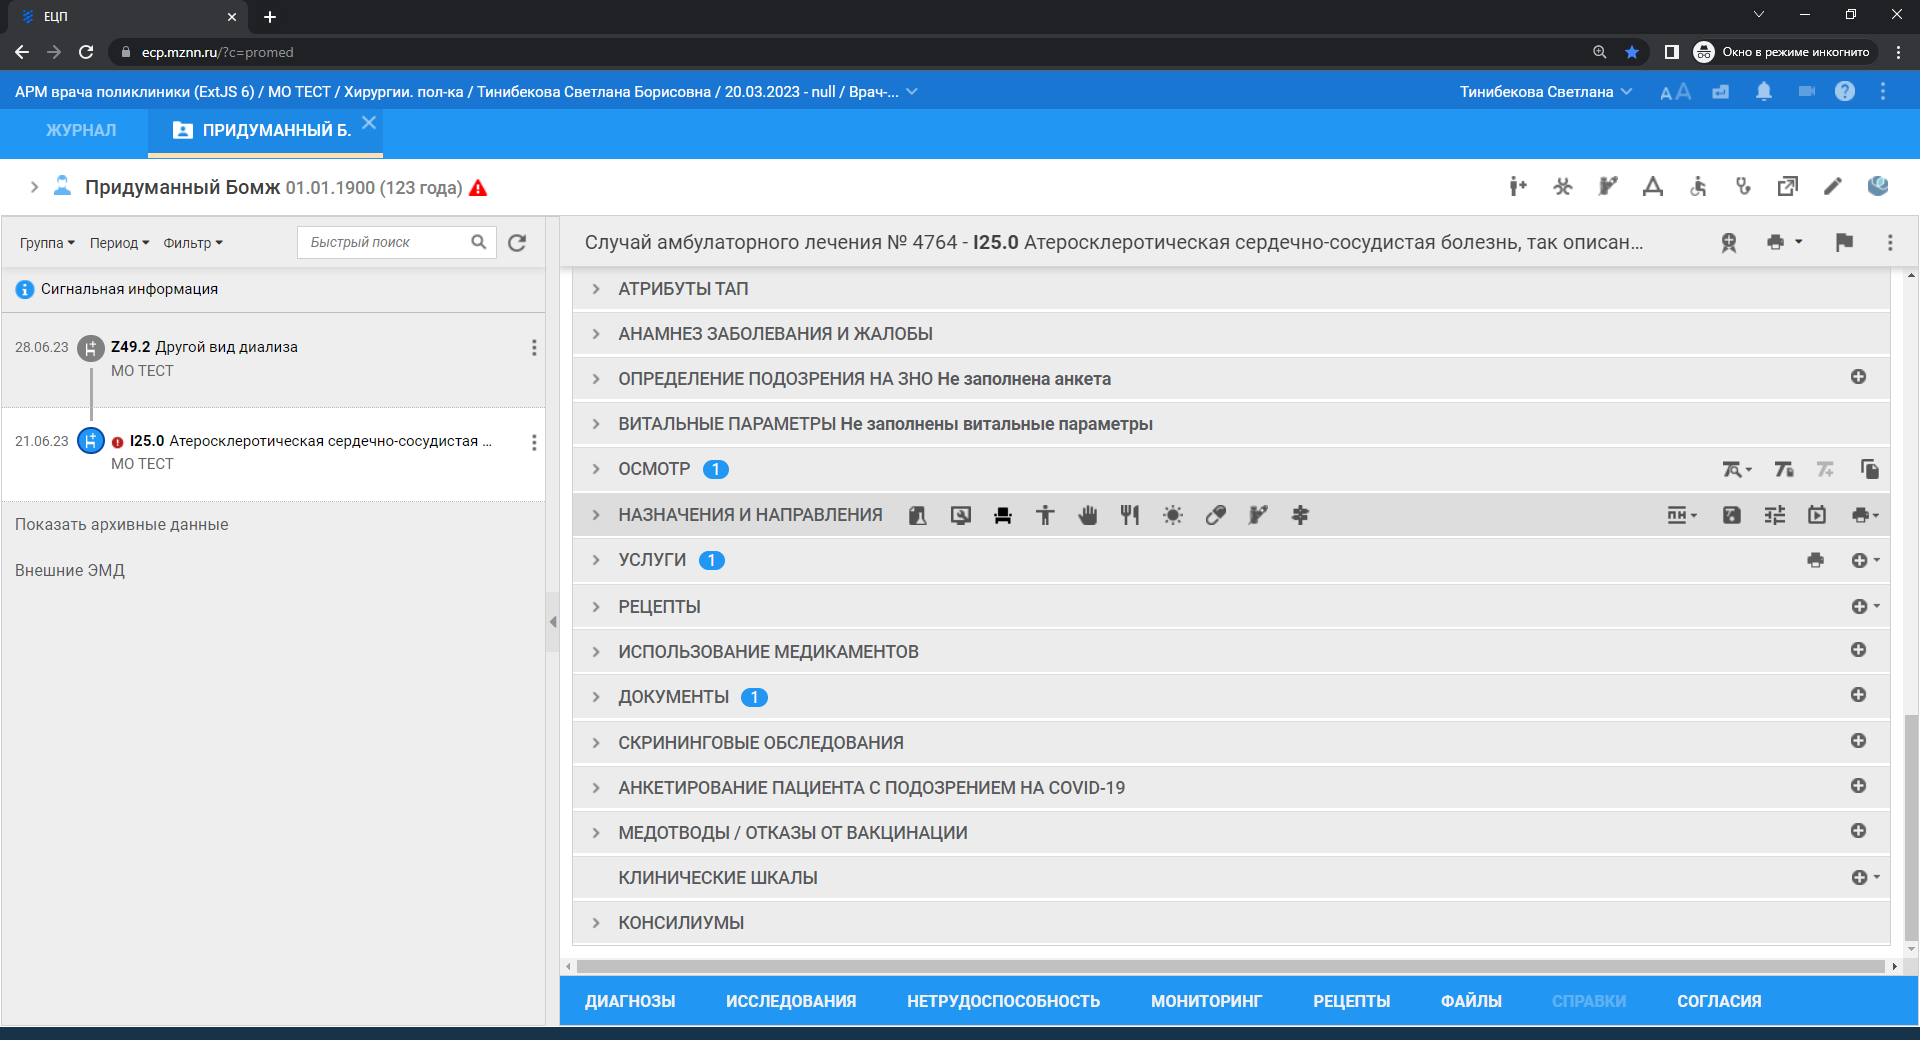 ЕЦП
ecp.mznn.ru/?c=promed
Окно в режиме инкогнито
АРМ врача поликлиники (ExtJS 6) / МО ТЕСТ / Хирургии. пол-ка / Тинибекова Светлана Борисовна / 20.03.2023 - null / Врач-...
Тинибекова Светлана
АА
ЖУРНАЛ
ПРИДУМАННЫЙ Б.
Придуманный Бомж 01.01.1900 (123 года)
Группа Период Фильтр
Быстрый поиск
Случай амбулаторного лечения № 4764 - I25.0 Атеросклеротическая сердечно-сосудистая болезнь, так описан...
Сигнальная информация
28.06.23 Z49.2 Другой вид диализа
МО ТЕСТ
21.06.23 I25.0 Атеросклеротическая сердечно-сосудистая ...
МО ТЕСТ
Показать архивные данные
Внешние ЭМД
АТРИБУТЫ ТАП
АНАМНЕЗ ЗАБОЛЕВАНИЯ И ЖАЛОБЫ
ОПРЕДЕЛЕНИЕ ПОДОЗРЕНИЯ НА ЗНО Не заполнена анкета
ВИТАЛЬНЫЕ ПАРАМЕТРЫ Не заполнены витальные параметры
ОСМОТР 1
НАЗНАЧЕНИЯ И НАПРАВЛЕНИЯ
ПН
УСЛУГИ 1
РЕЦЕПТЫ
ИСПОЛЬЗОВАНИЕ МЕДИКАМЕНТОВ
ДОКУМЕНТЫ 1
СКРИНИНГОВЫЕ ОБСЛЕДОВАНИЯ
АНКЕТИРОВАНИЕ ПАЦИЕНТА С ПОДОЗРЕНИЕМ НА COVID-19
МЕДОТВОДЫ / ОТКАЗЫ ОТ ВАКЦИНАЦИИ
КЛИНИЧЕСКИЕ ШКАЛЫ
КОНСИЛИУМЫ
ДИАГНОЗЫ ИССЛЕДОВАНИЯ НЕТРУДОСПОСОБНОСТЬ МОНИТОРИНГ РЕЦЕПТЫ ФАЙЛЫ СПРАВКИ СОГЛАСИЯ